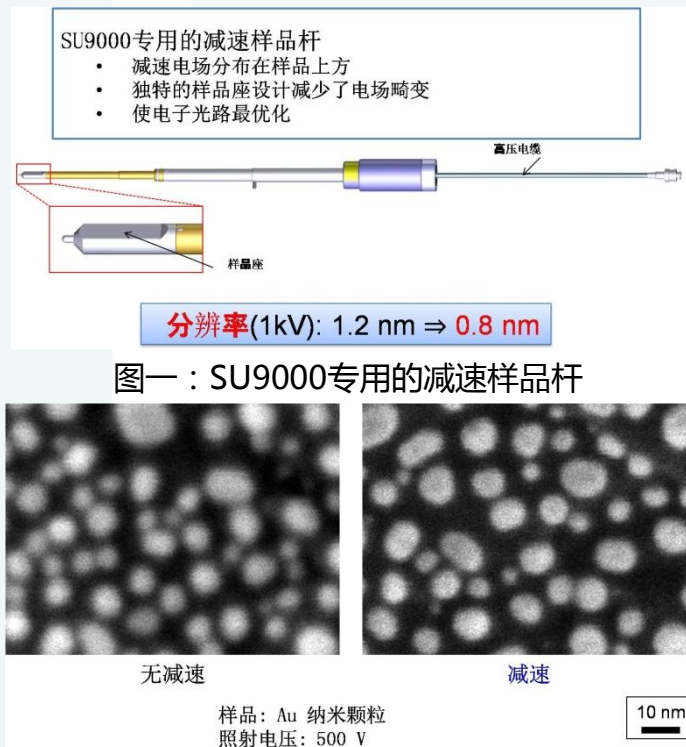 SU9000专用的减速样品杆
• 减速电场分布在样品上方
• 独特的样品座设计减少了电场畸变
• 使电子光路最优化
高压电缆
样品座
分辨率(1kV): 1.2 nm ⇒ 0.8 nm
图一：SU9000专用的减速样品杆
无减速
减速
样品: Au 纳米颗粒
照射电压: 500 V
10 nm